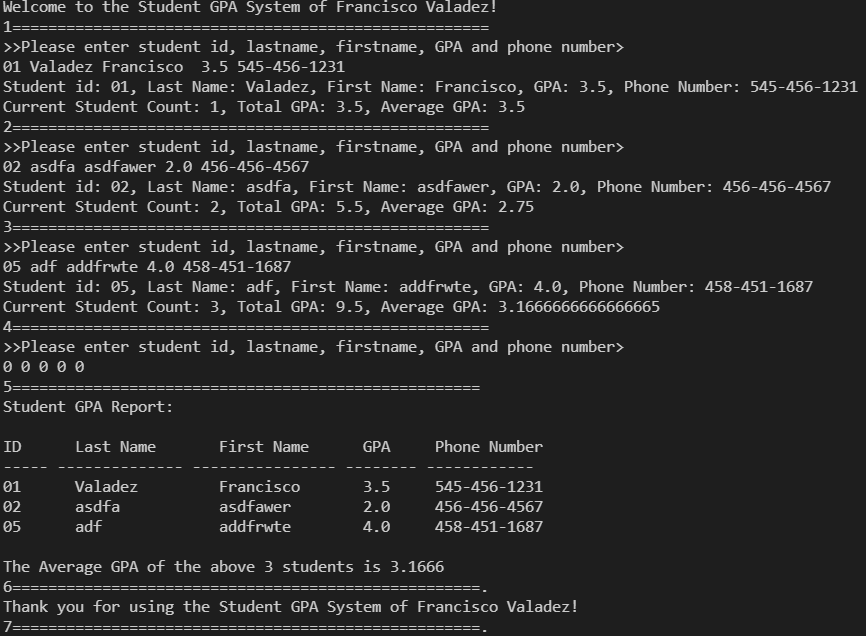 Welcome to the Student GPA System of Francisco Valadez!
1=====================================================
>>Please enter student id, lastname, firstname, GPA and phone number>
01 Valadez Francisco  3.5 545-456-1231
Student id: 01, Last Name: Valadez, First Name: Francisco, GPA: 3.5, Phone Number: 545-456-1231
Current Student Count: 1, Total GPA: 3.5, Average GPA: 3.5
2=====================================================
>>Please enter student id, lastname, firstname, GPA and phone number>
02 asdfa asdfawer 2.0 456-456-4567
Student id: 02, Last Name: asdfa, First Name: asdfawer, GPA: 2.0, Phone Number: 456-456-4567
Current Student Count: 2, Total GPA: 5.5, Average GPA: 2.75
3=====================================================
>>Please enter student id, lastname, firstname, GPA and phone number>
05 adf addfrwte 4.0 458-451-1687
Student id: 05, Last Name: adf, First Name: addfrwte, GPA: 4.0, Phone Number: 458-451-1687
Current Student Count: 3, Total GPA: 9.5, Average GPA: 3.1666666666666665
4=====================================================
>>Please enter student id, lastname, firstname, GPA and phone number>
0 0 0 0 0
5====================================================
Student GPA Report:
ID      Last Name       First Name      GPA     Phone Number
----- -------------- ---------------- -------- ------------
01      Valadez         Francisco       3.5     545-456-1231
02      asdfa           asdfawer        2.0     456-456-4567
05      adf             addfrwte        4.0     458-451-1687
The Average GPA of the above 3 students is 3.1666
6====================================================.
Thank you for using the Student GPA System of Francisco Valadez!
7====================================================.